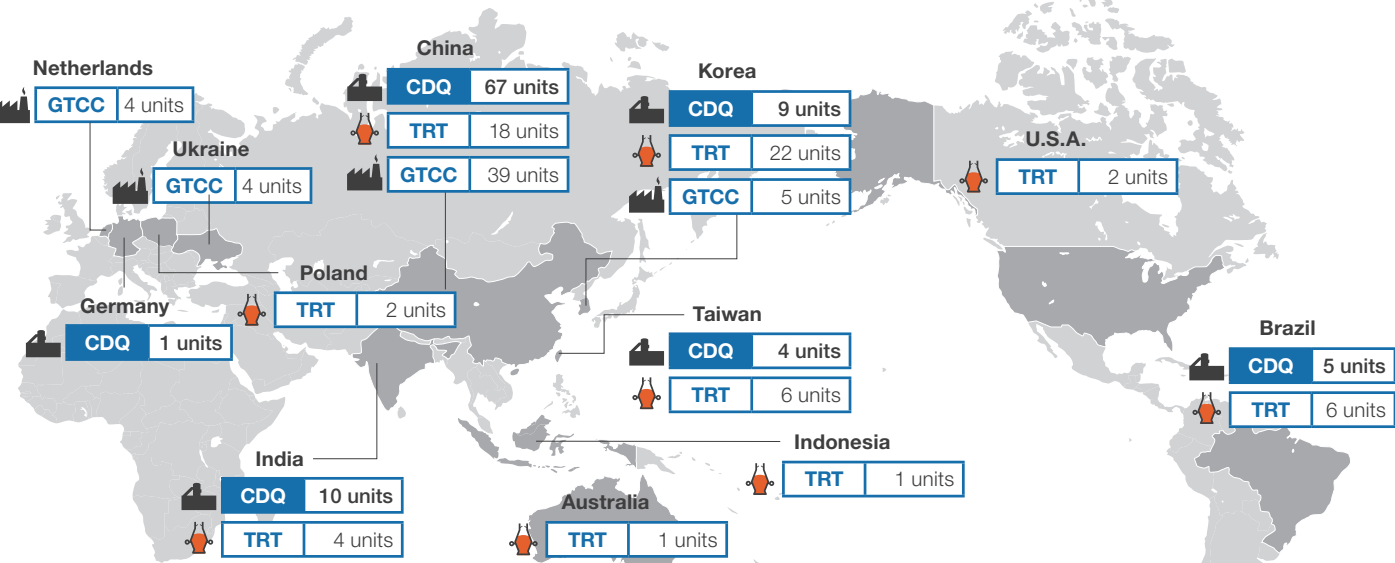 Netherlands
GTCC 4 units
Ukraine
GTCC 4 units
China
CDQ 67 units
TRT 18 units
GTCC 39 units
Korea
CDQ 9 units
TRT 22 units
GTCC 5 units
U.S.A.
TRT 2 units
Poland
TRT 2 units
Germany
CDQ 1 units
Taiwan
CDQ 4 units
TRT 6 units
Brazil
CDQ 5 units
TRT 6 units
Indonesia
TRT 1 units
India
CDQ 10 units
TRT 4 units
Australia
TRT 1 units